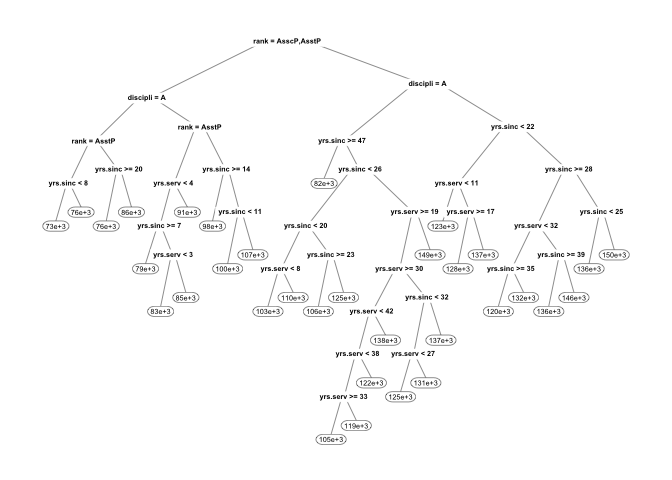 rank = AsscP,AsstP
discipli = A
discipli = A
rank = AsstP
rank = AsstP
yrs.sinc < 22
yrs.sinc >= 47
yrs.sinc >= 20
yrs.sinc >= 14
yrs.sinc < 26
yrs.sinc >= 28
yrs.sinc < 8
yrs.serv < 4
82e+3
yrs.serv < 11
76e+3
86e+3
91e+3
yrs.sinc < 11
yrs.serv >= 19
yrs.serv >= 17
yrs.sinc < 25
73e+3
76e+3
yrs.sinc >= 7
98e+3
yrs.sinc < 20
123e+3
yrs.serv < 32
107e+3
yrs.sinc >= 23
149e+3
137e+3
yrs.sinc >= 39
150e+3
yrs.serv < 3
79e+3
100e+3
yrs.serv < 8
yrs.serv >= 30
128e+3
yrs.sinc >= 35
136e+3
85e+3
110e+3
125e+3
yrs.sinc < 32
132e+3
146e+3
83e+3
103e+3
106e+3
yrs.serv < 42
120e+3
136e+3
138e+3
137e+3
yrs.serv < 38
yrs.serv < 27
122e+3
131e+3
yrs.serv >= 33
125e+3
119e+3
105e+3